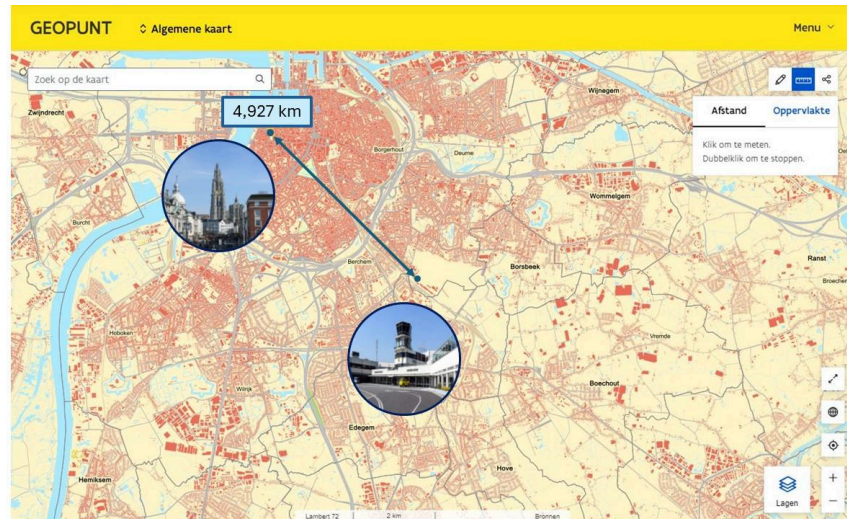 GEOPUNT
Algemene kaart
Menu
Zoek op de kaart
4,927 km
Afstand
Oppervlakte
Klik om te meten.
Dubbelklik om te stoppen.
Wijnegem
Zwijndrecht
Borgerhout
Deurne
Wommelgem
Burcht
Berchem
Borsbeek
Ranst
Hoboken
Vremde
Wilrijk
Boechout
Edegem
Hove
Hemiksem
Lagen
Lambert 72
2 km
Bronnen